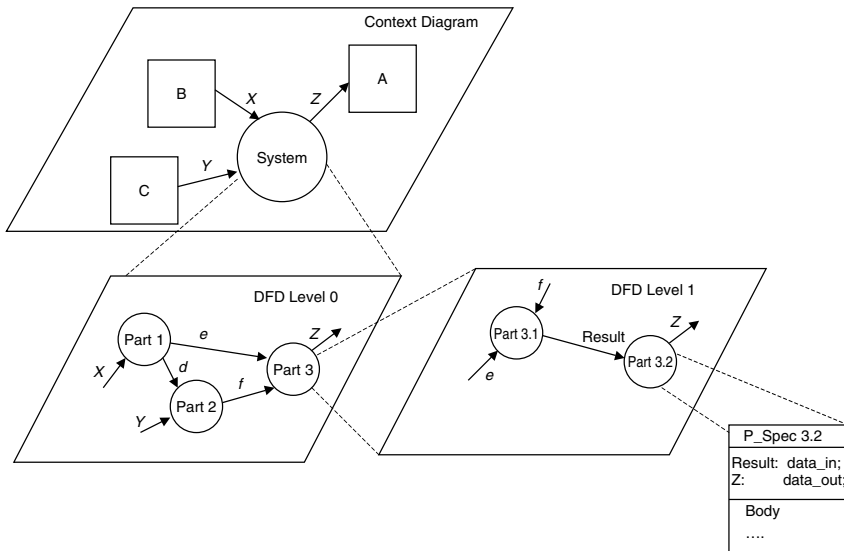 Context Diagram
B
X
Z
A
System
Y
C
DFD Level 0
Part 1
e
Z
X
d
Part 3
Part 2
f
Y
DFD Level 1
f
Part 3.1
Result
Z
Part 3.2
e
P_Spec 3.2
Result: data_in;
Z: data_out;
Body
....